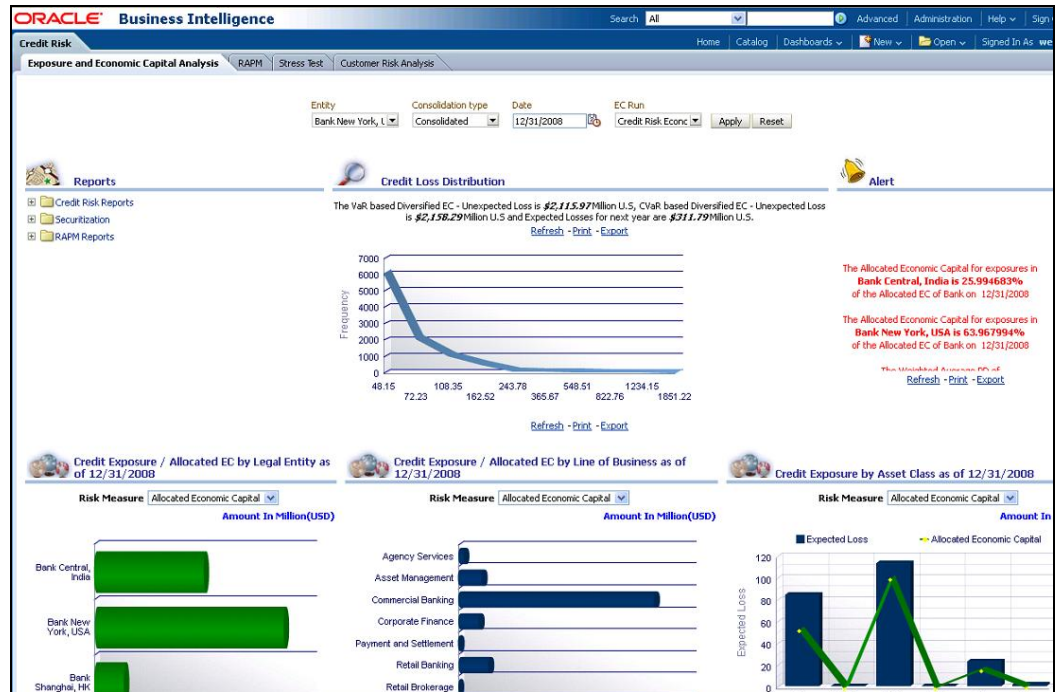 ORACLE Business Intelligence
Search All Advanced Administration Help Sign
Credit Risk
Home Catalog Dashboards New Open Signed In As we
Exposure and Economic Capital Analysis RAPM Stress Test Customer Risk Analysis
Entity Consolidation type Date EC Run
Bank New York, L Consolidated 12/31/2008 Credit Risk Econc Apply Reset
Reports
Credit Risk Reports
Securitization
RAPM Reports
Credit Loss Distribution
The VaR based Diversified EC - Unexpected Loss is $2,115.97Million U.S, CVaR based Diversified EC - Unexpected Loss
is $2,158.29Million U.S and Expected Losses for next year are $311.79Million U.S.
Refresh - Print - Export
Frequency
7000
6000
5000
4000
3000
2000
1000
0
48.15 108.35 243.78 548.51 1234.15
72.23 162.52 365.67 822.76 1851.22
Refresh - Print - Export
Alert
The Allocated Economic Capital for exposures in
Bank Central, India is 25.994683%
of the Allocated EC of Bank on 12/31/2008
The Allocated Economic Capital for exposures in
Bank New York, USA is 63.967994%
of the Allocated EC of Bank on 12/31/2008
The Weighted Average PD of
Refresh - Print - Export
Credit Exposure / Allocated EC by Legal Entity as
of 12/31/2008
Risk Measure Allocated Economic Capital
Amount In Million(USD)
Bank Central,
India
Bank New
York, USA
Bank
Shanghai, HK
Credit Exposure / Allocated EC by Line of Business as of
12/31/2008
Risk Measure Allocated Economic Capital
Amount In Million(USD)
Agency Services
Asset Management
Commercial Banking
Corporate Finance
Payment and Settlement
Retail Banking
Retail Brokerage
Credit Exposure by Asset Class as of 12/31/2008
Risk Measure Allocated Economic Capital
Amount In
Expected Loss Allocated Economic Capital
Expected Loss
120
100
80
60
40
20
0